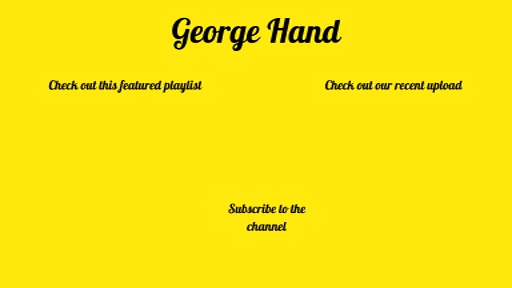 George Hand
Check out this featured playlist
Check out our recent upload
Subscribe to the
channel